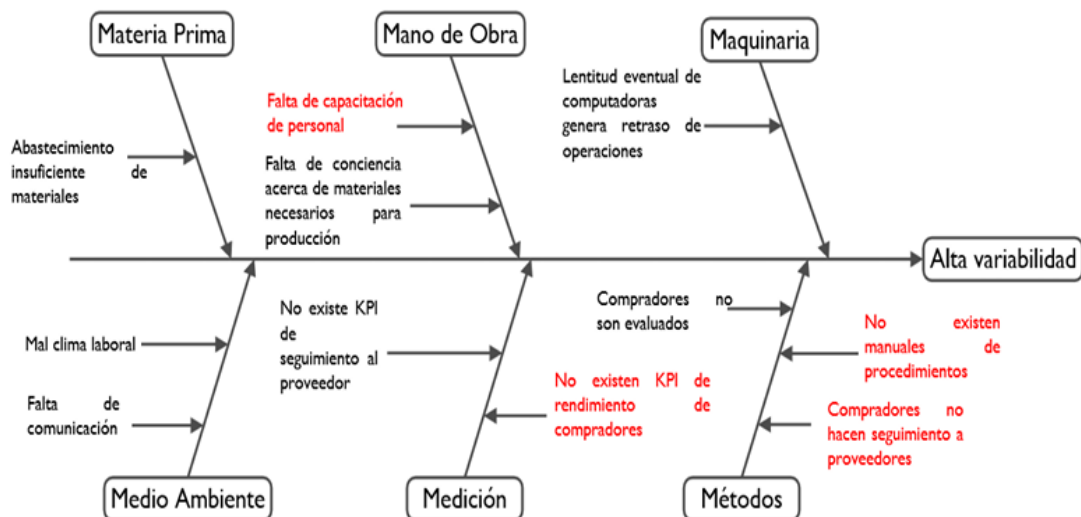 Materia Prima
Mano de Obra
Maquinaria
Falta de capacitación
de personal
Lentitud eventual de
computadoras
genera retraso de
operaciones
Abastecimiento
insuficiente de
materiales
Falta de conciencia
acerca de materiales
necesarios para
producción
Alta variabilidad
Mal clima laboral
Falta de
comunicación
No existe KPI
de
seguimiento al
proveedor
No existen KPI de
rendimiento de
compradores
Compradores no
son evaluados
No existen
manuales de
procedimientos
Compradores no
hacen seguimiento a
proveedores
Medio Ambiente
Medición
Métodos